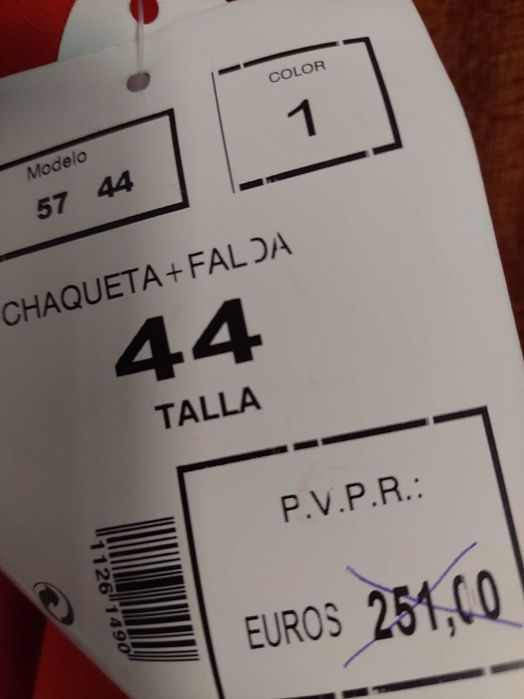 COLOR
1
Modelo
57 44
CHAQUETA+FALDA
44
TALLA
P.V.P.R.:
EUROS 251,00
11261490